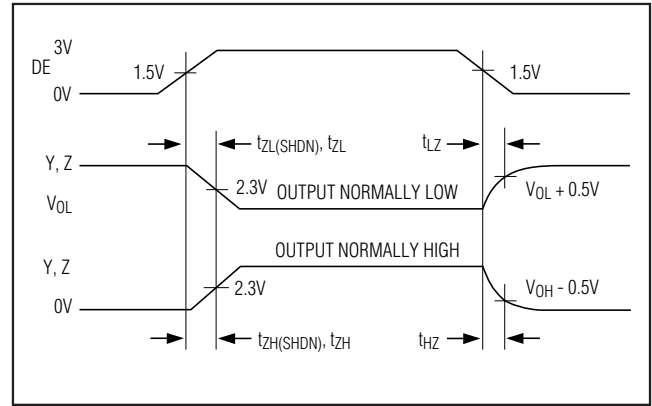 3V
DE
1.5V
1.5V
0V
tZL(SHDN), tZL
tLZ
Y, Z
2.3V
OUTPUT NORMALLY LOW
VOL + 0.5V
VOL
OUTPUT NORMALLY HIGH
Y, Z
2.3V
VOH - 0.5V
0V
tZH(SHDN), tZH
tHZ